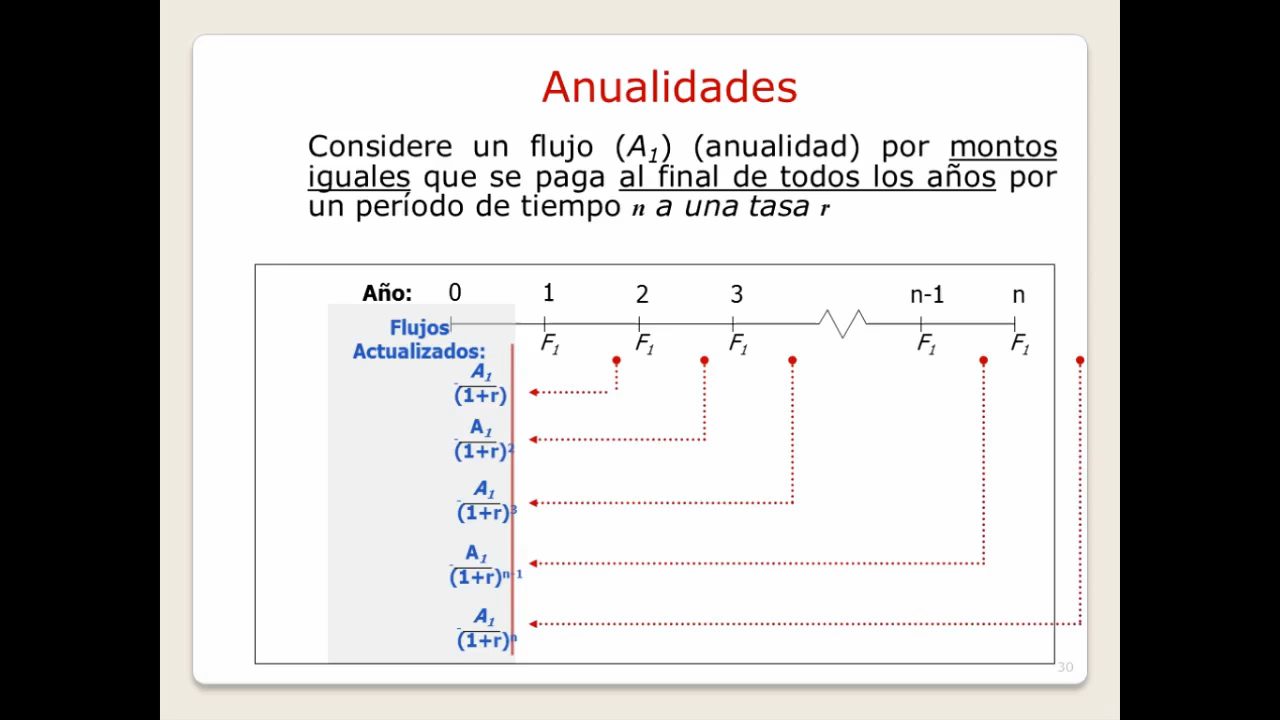 Anualidades
Considere un flujo (A1) (anualidad) por montos
iguales que se paga al final de todos los años por
un período de tiempo n a una tasa r
Año: 0 1 2 3 n-1 n
Flujos
Actualizados:
F1 F1 F1 F1 F1
A1
(1+r)
A1
(1+r)2
A1
(1+r)3
A1
(1+r)n-1
A1
(1+r)n
30